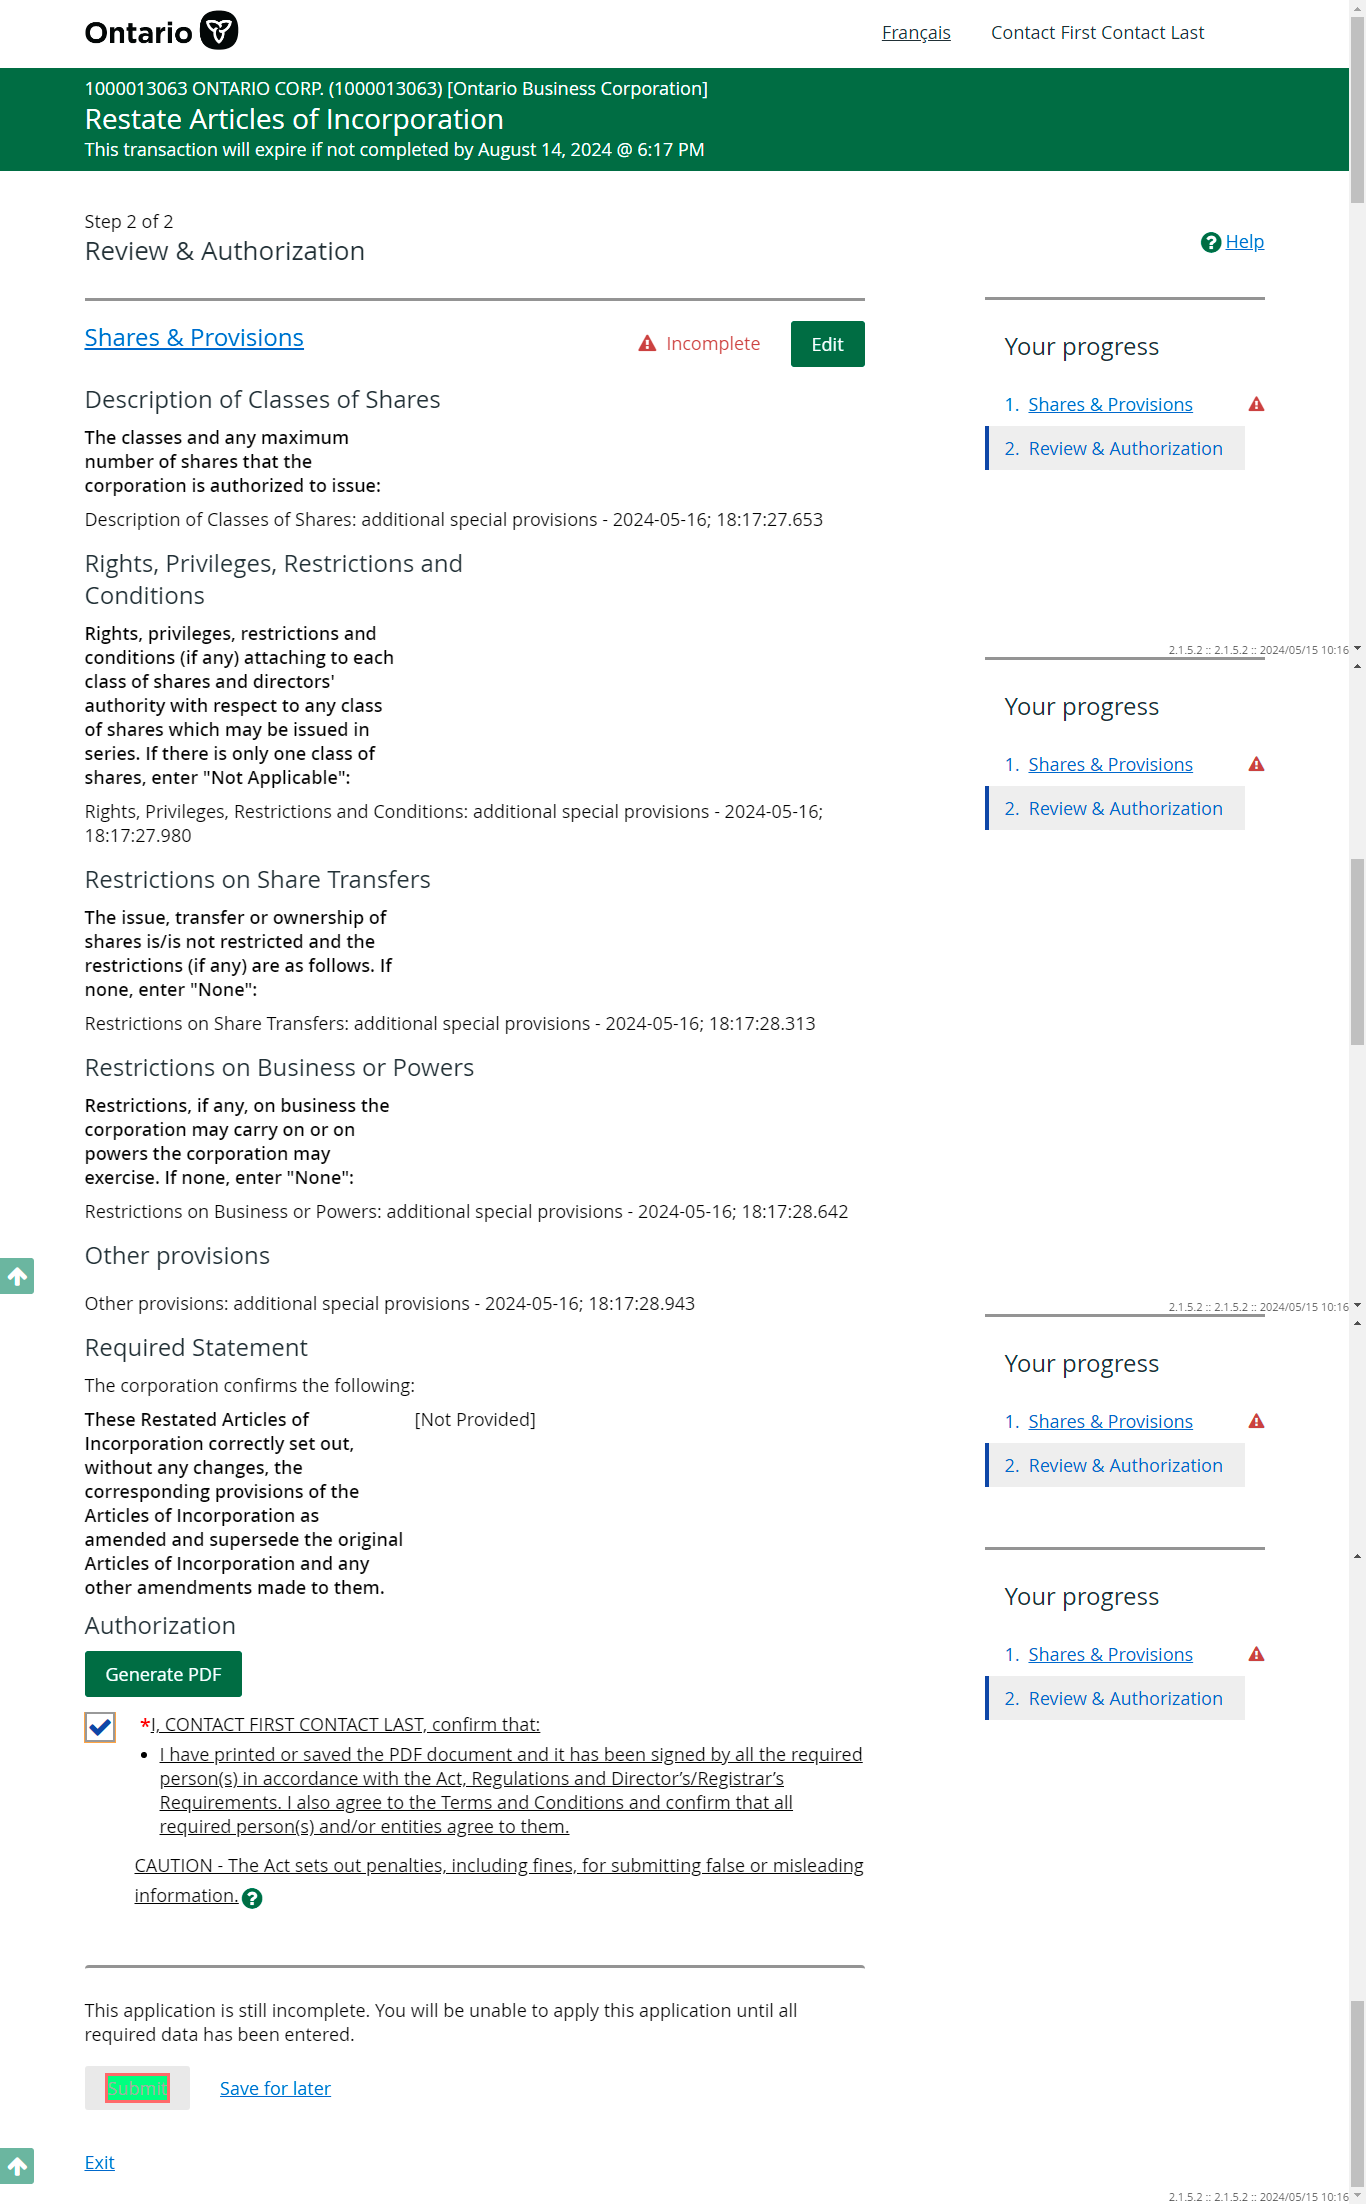 Ontario
Français
Contact First Contact Last
1000013063 ONTARIO CORP. (1000013063) [Ontario Business Corporation]
Restate Articles of Incorporation
This transaction will expire if not completed by August 14, 2024 @ 6:17 PM
Step 2 of 2
Review & Authorization
Help
Shares & Provisions
Incomplete
Edit
Your progress
1. Shares & Provisions
2. Review & Authorization
Description of Classes of Shares
The classes and any maximum
number of shares that the
corporation is authorized to issue:
Description of Classes of Shares: additional special provisions - 2024-05-16; 18:17:27.653
Rights, Privileges, Restrictions and
Conditions
Rights, privileges, restrictions and
conditions (if any) attaching to each
class of shares and directors'
authority with respect to any class
of shares which may be issued in
series. If there is only one class of
shares, enter "Not Applicable":
2.1.5.2 :: 2.1.5.2 :: 2024/05/15 10:16
Your progress
1. Shares & Provisions
2. Review & Authorization
Rights, Privileges, Restrictions and Conditions: additional special provisions - 2024-05-16;
18:17:27.980
Restrictions on Share Transfers
The issue, transfer or ownership of
shares is/is not restricted and the
restrictions (if any) are as follows. If
none, enter "None":
Restrictions on Share Transfers: additional special provisions - 2024-05-16; 18:17:28.313
Restrictions on Business or Powers
Restrictions, if any, on business the
corporation may carry on or on
powers the corporation may
exercise. If none, enter "None":
Restrictions on Business or Powers: additional special provisions - 2024-05-16; 18:17:28.642
Other provisions
Other provisions: additional special provisions - 2024-05-16; 18:17:28.943
2.1.5.2 :: 2.1.5.2 :: 2024/05/15 10:16
Required Statement
Your progress
The corporation confirms the following:
1. Shares & Provisions
2. Review & Authorization
These Restated Articles of
Incorporation correctly set out,
without any changes, the
corresponding provisions of the
Articles of Incorporation as
amended and supersede the original
Articles of Incorporation and any
other amendments made to them.
[Not Provided]
Your progress
1. Shares & Provisions
2. Review & Authorization
Authorization
Generate PDF
*I, CONTACT FIRST CONTACT LAST, confirm that:
• I have printed or saved the PDF document and it has been signed by all the required
person(s) in accordance with the Act, Regulations and Director’s/Registrar’s
Requirements. I also agree to the Terms and Conditions and confirm that all
required person(s) and/or entities agree to them.
CAUTION - The Act sets out penalties, including fines, for submitting false or misleading
information.
This application is still incomplete. You will be unable to apply this application until all
required data has been entered.
Submit
Save for later
Exit
2.1.5.2 :: 2.1.5.2 :: 2024/05/15 10:16